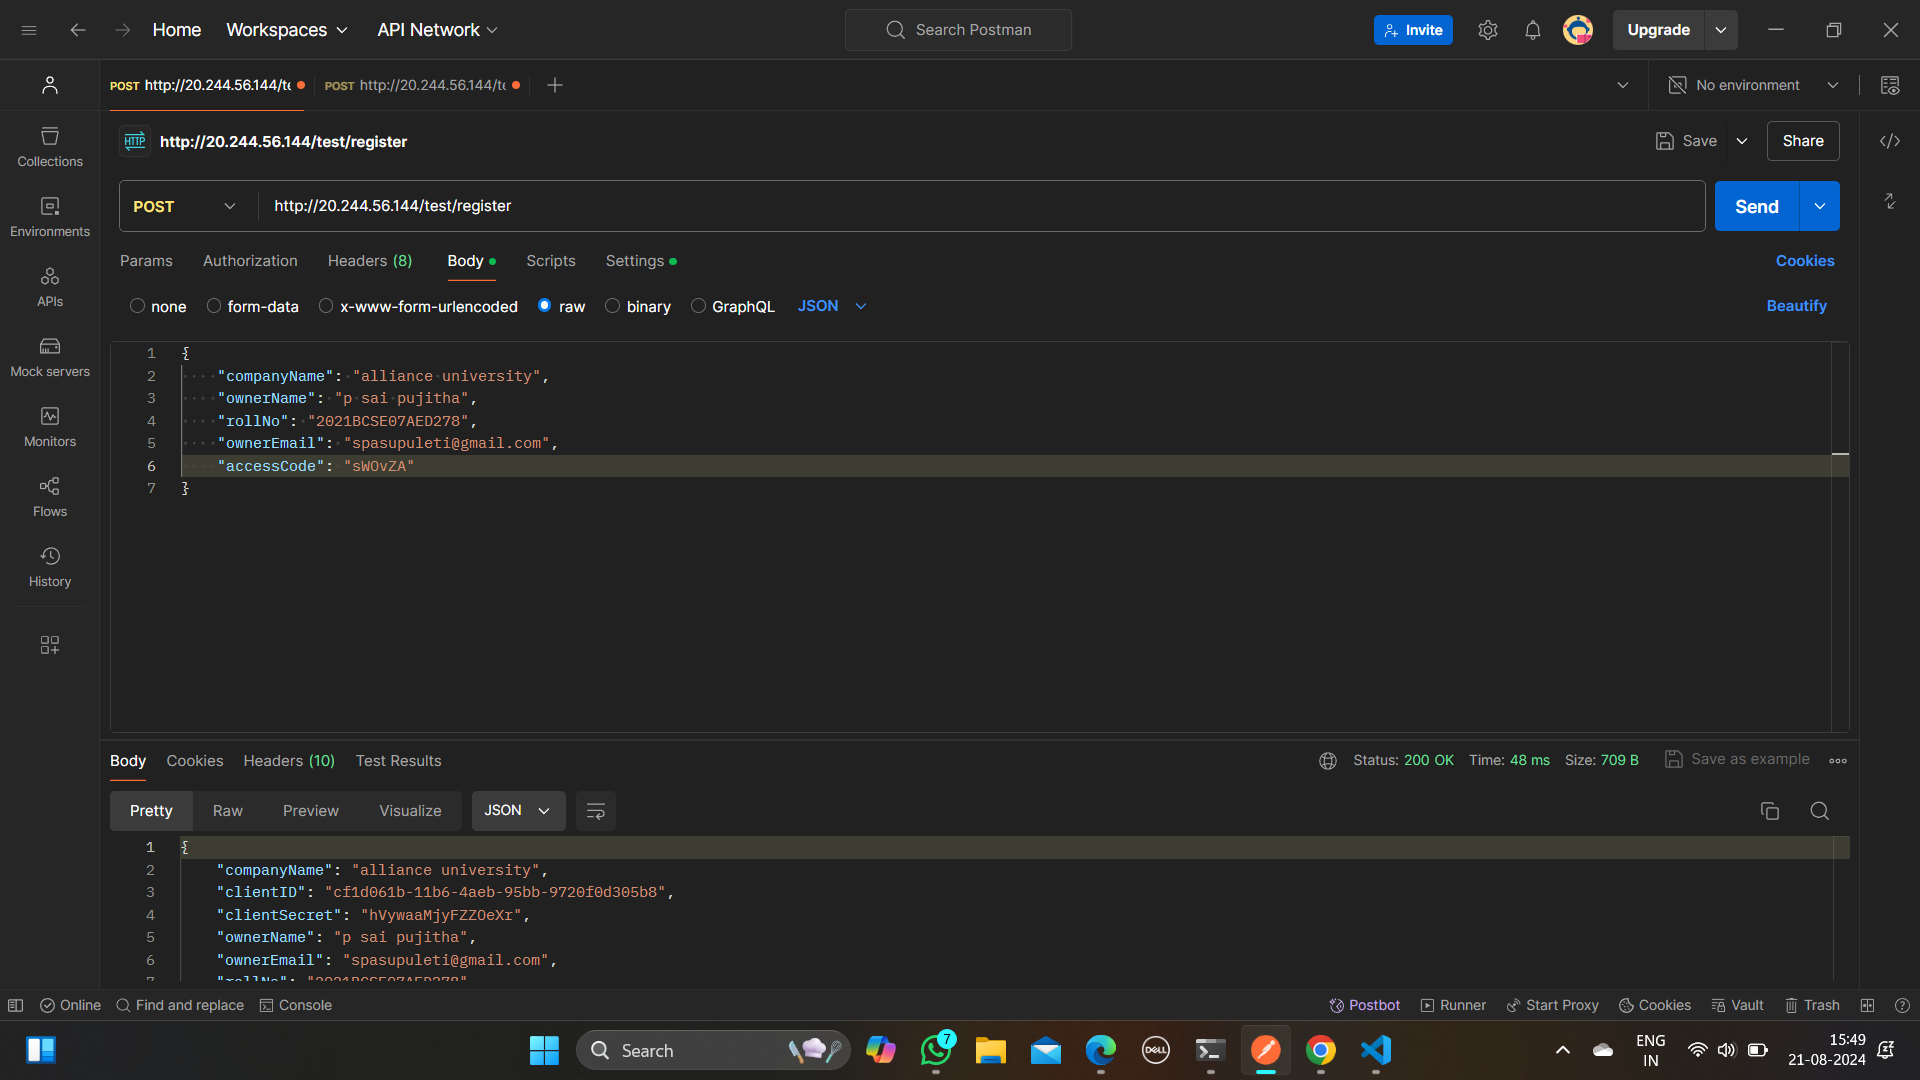 Home
Workspaces
API Network
Search Postman
Invite
Upgrade
POST http://20.244.56.144/te
POST http://20.244.56.144/te
No environment
HTTP
http://20.244.56.144/test/register
Save
Share
Collections
Environments
APIs
Mock servers
Monitors
Flows
History
POST
http://20.244.56.144/test/register
Send
Params
Authorization
Headers (8)
Body
Scripts
Settings
Cookies
none
form-data
x-www-form-urlencoded
raw
binary
GraphQL
JSON
Beautify
1 {
2 "companyName": "alliance university",
3 "ownerName": "p sai pujitha",
4 "rollNo": "2021BCSE07AED278",
5 "ownerEmail": "spasupuleti@gmail.com",
6 "accessCode": "sWOvZA"
7 }
Body
Cookies
Headers (10)
Test Results
Status: 200 OK
Time: 48 ms
Size: 709 B
Save as example
Pretty
Raw
Preview
Visualize
JSON
1 {
2 "companyName": "alliance university",
3 "clientID": "cf1d061b-11b6-4aeb-95bb-9720f0d305b8",
4 "clientSecret": "hVywaaMjyFZZOeXr",
5 "ownerName": "p sai pujitha",
6 "ownerEmail": "spasupuleti@gmail.com",
7 "rollNo": "2021BCSE07AED278"
Online
Find and replace
Console
Postbot
Runner
Start Proxy
Cookies
Vault
Trash
Search
7
DELL
ENG
IN
15:49
21-08-2024